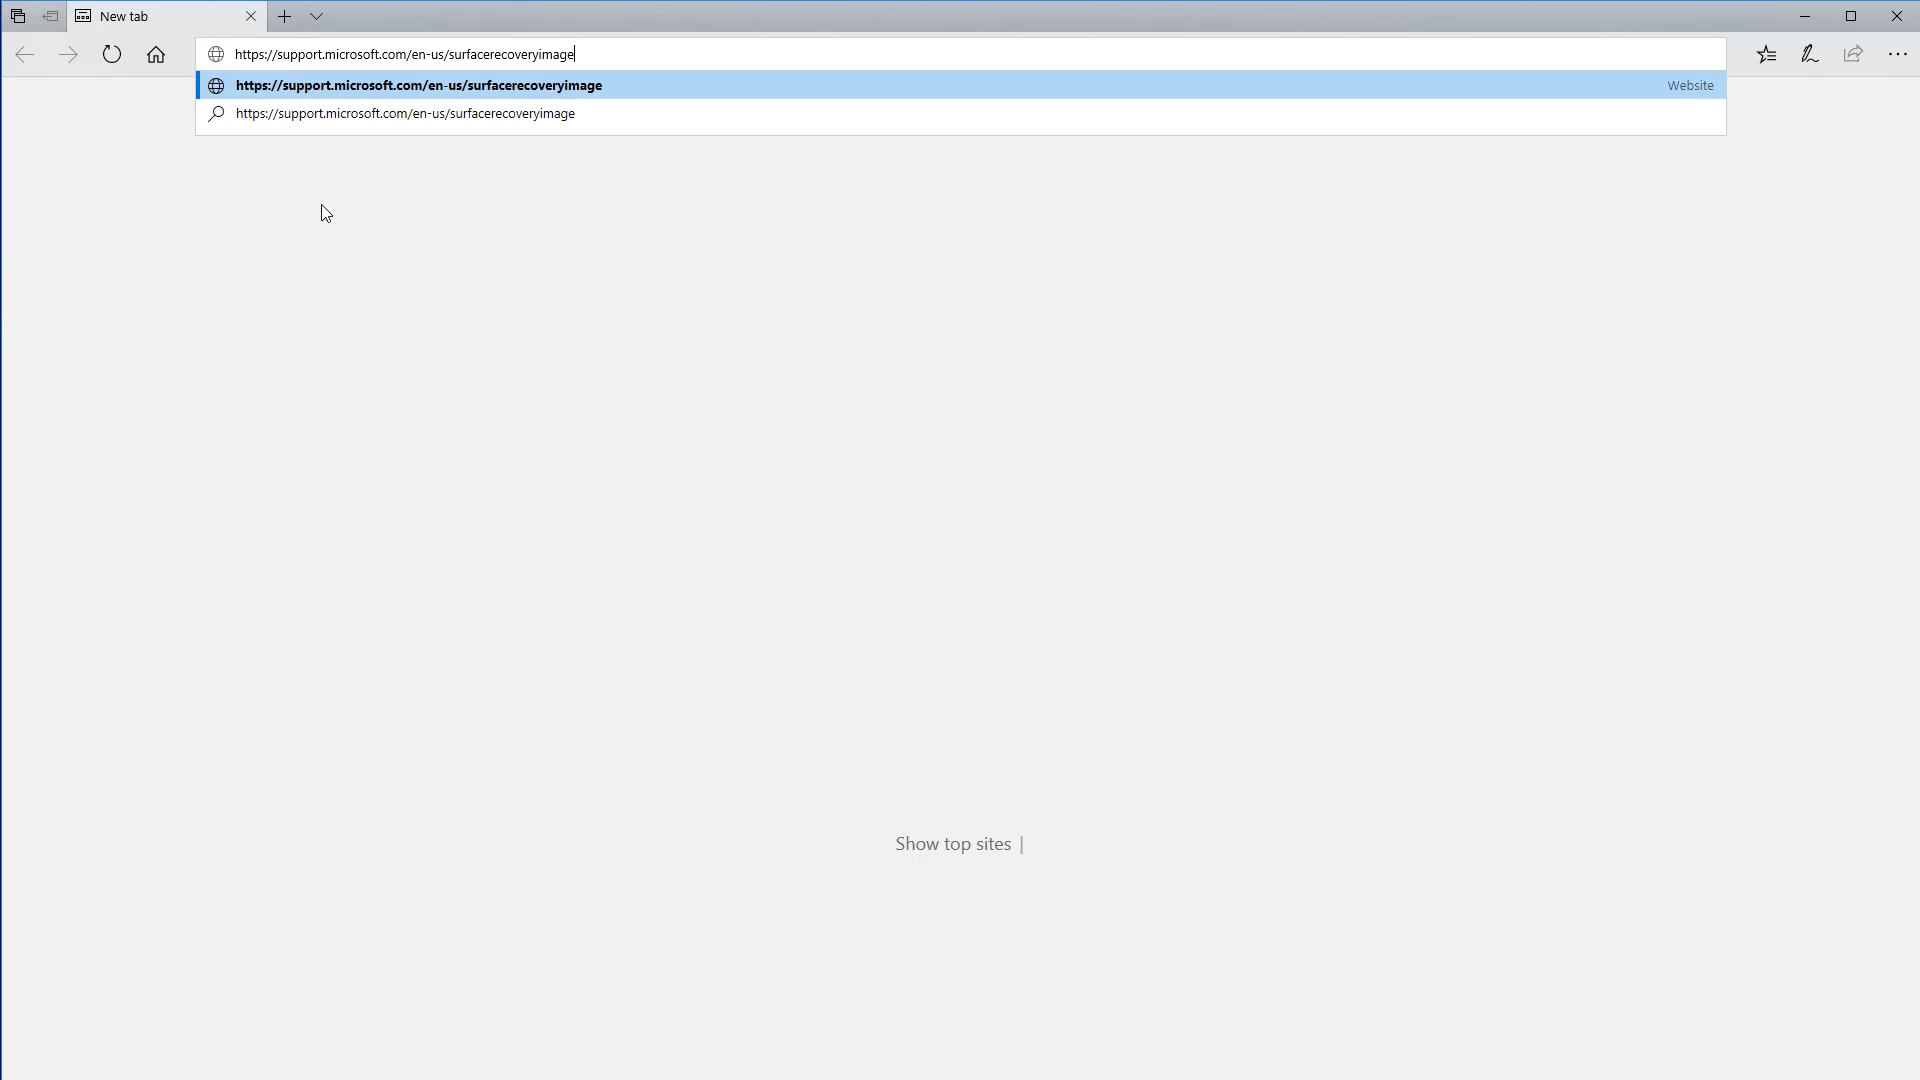 New tab
https://support.microsoft.com/en-us/surfacerecoveryimage
https://support.microsoft.com/en-us/surfacerecoveryimage Website
https://support.microsoft.com/en-us/surfacerecoveryimage
Show top sites |